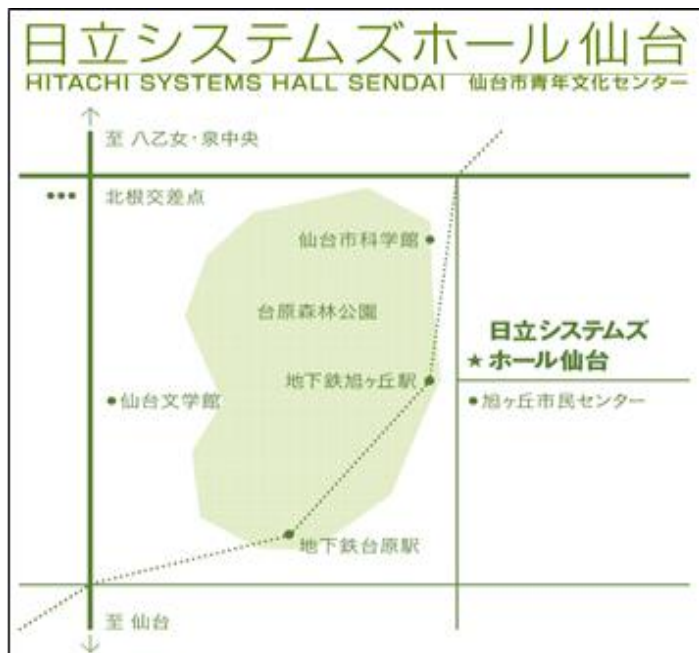 日立システムズホール仙台
HITACHI SYSTEMS HALL SENDAI 仙台市青年文化センター
至 八乙女・泉中央
北根交差点
仙台市科学館
台原森林公園
日立システムズ
ホール仙台
地下鉄旭ヶ丘駅
仙台文学館
旭ヶ丘市民センター
地下鉄台原駅
至 仙台